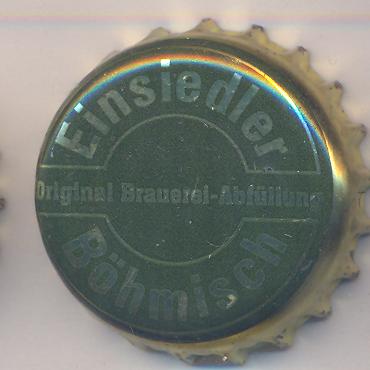 Einsiedler
Original Brauerei-Abfüllung
Böhmisch